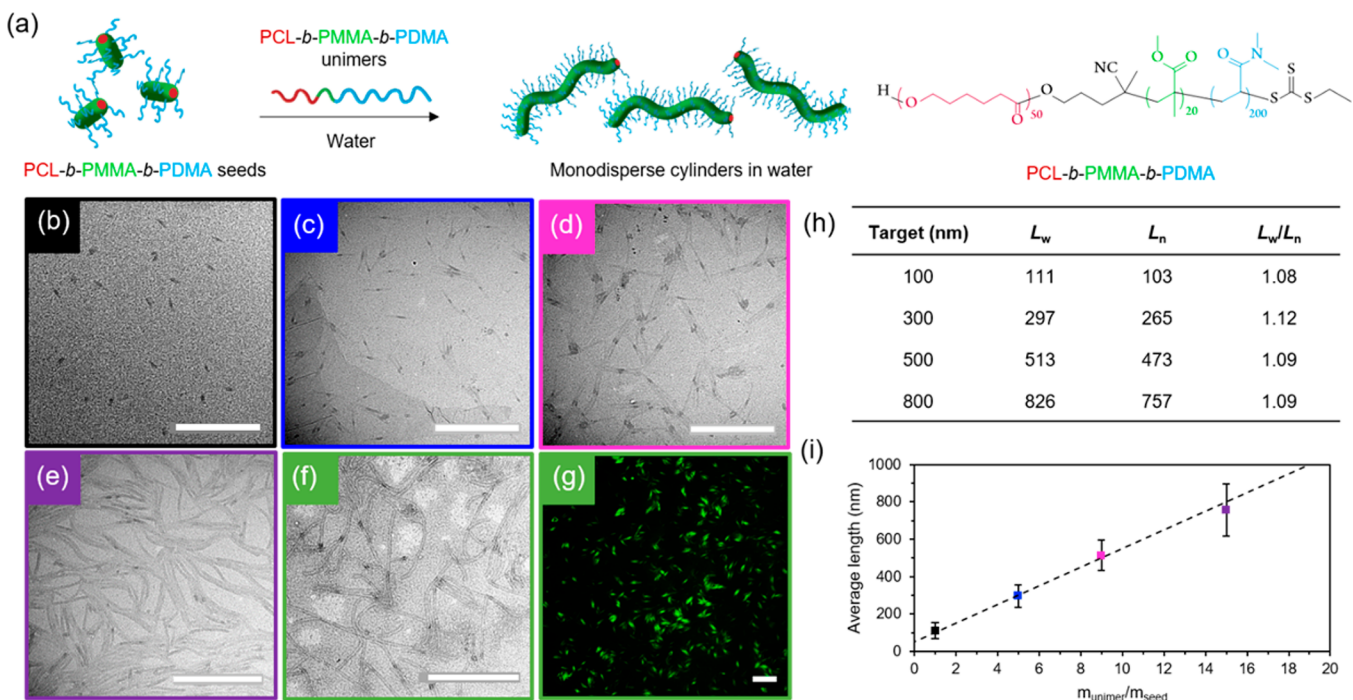 (a)
PCL-b-PMMA-b-PDMA
unimers
Water
PCL-b-PMMA-b-PDMA seeds
Monodisperse cylinders in water
H
O
O
50
O
NC
O
O
20
O
N
200
S
S
S
PCL-b-PMMA-b-PDMA
(b)
(c)
(d)
(e)
(f)
(g)
(h)
Target (nm) Lw Ln Lw/Ln
100 111 103 1.08
300 297 265 1.12
500 513 473 1.09
800 826 757 1.09
(i)
Average length (nm)
1000
800
600
400
200
0
0 2 4 6 8 10 12 14 16 18 20
munimer/mseed